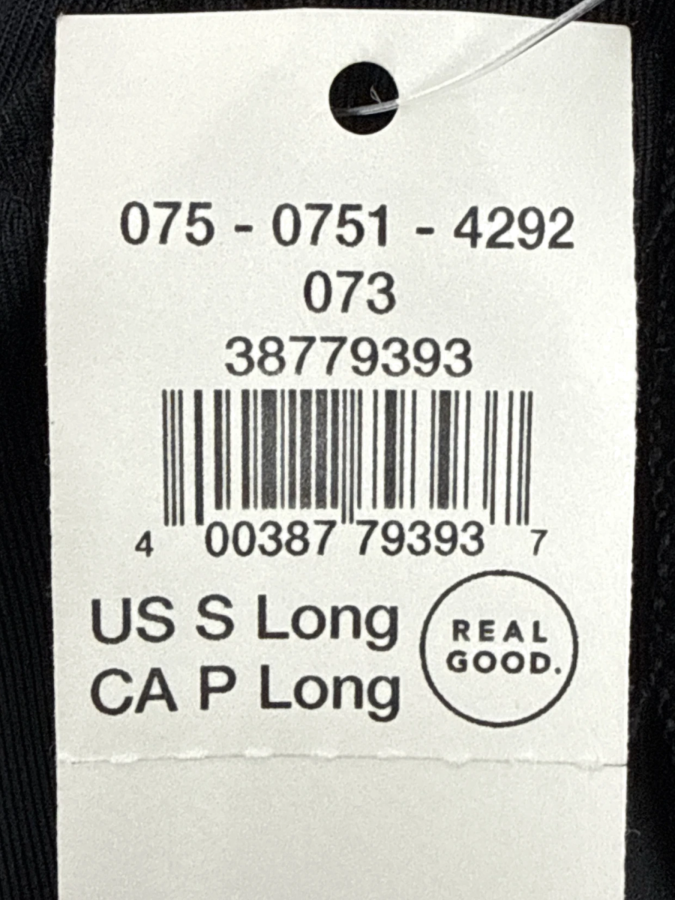 075 - 0751 - 4292
073
38779393
4 00387 79393 7
US S Long
CA P Long
REAL
GOOD.